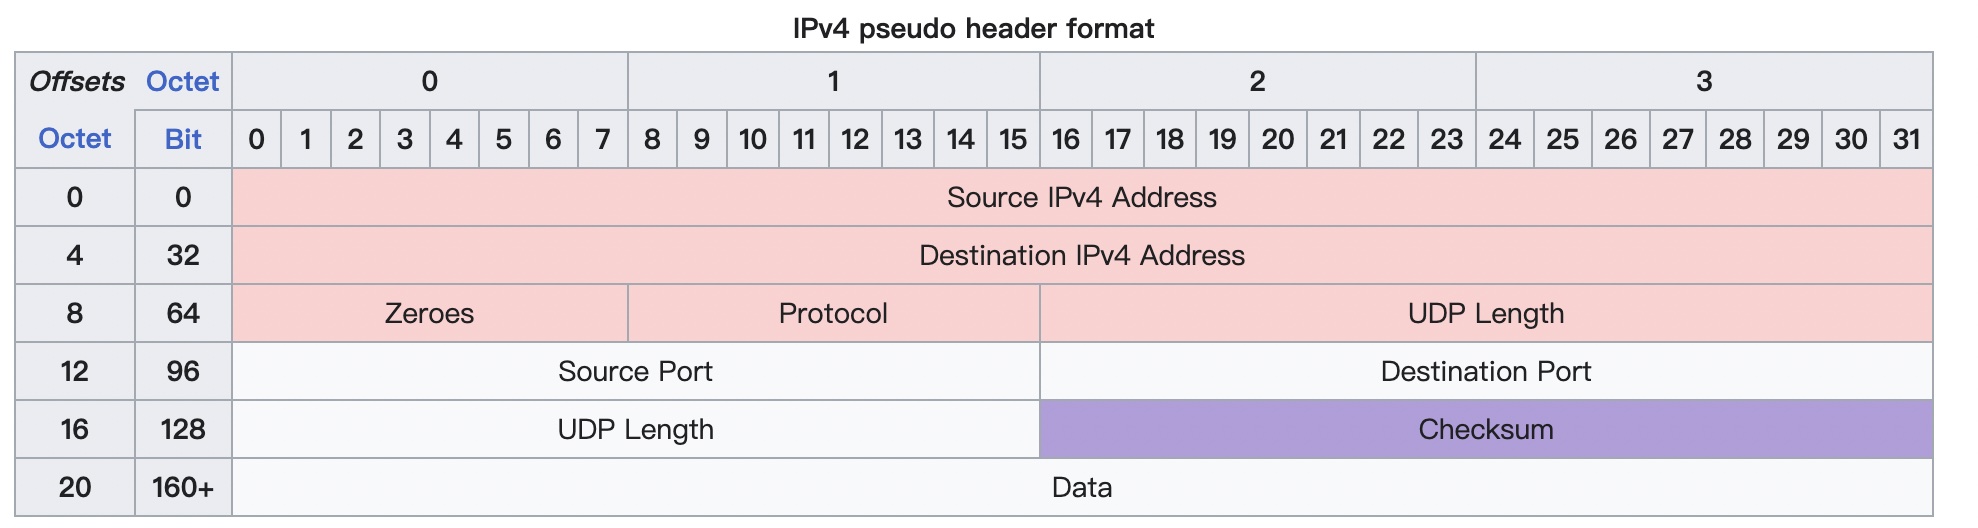 IPv4 pseudo header format
Offsets Octet 0 1 2 3
Octet Bit 0 1 2 3 4 5 6 7 8 9 10 11 12 13 14 15 16 17 18 19 20 21 22 23 24 25 26 27 28 29 30 31
0 0 Source IPv4 Address
4 32 Destination IPv4 Address
8 64 Zeroes Protocol UDP Length
12 96 Source Port Destination Port
16 128 UDP Length Checksum
20 160+ Data